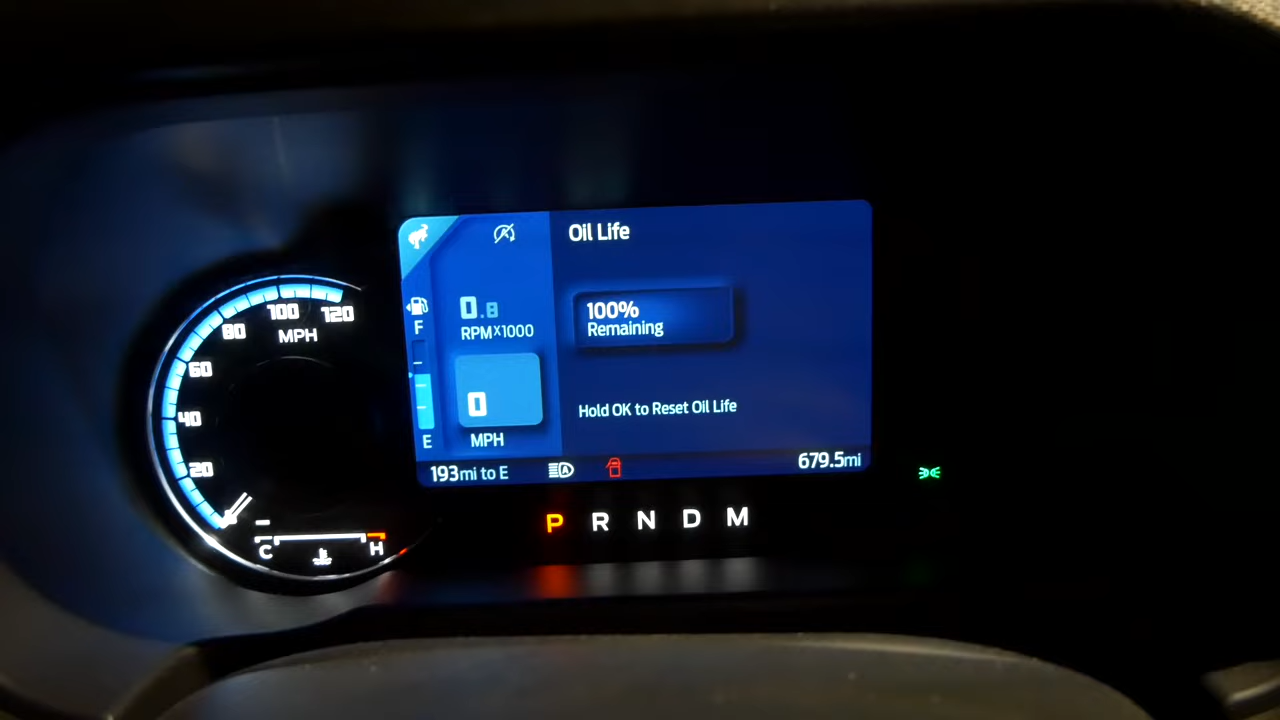 Oil Life
0.8
RPMx1000
100%
Remaining
F
0
MPH
E
Hold OK to Reset Oil Life
193mi to E
A
679.5mi
120
100
80
MPH
60
40
20
C
H
P R N D M